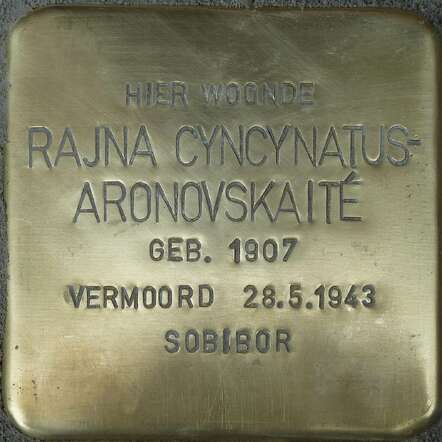 HIER WOONDE
RAJNA CYNCYNATUS-
ARONOVSKAITÉ
GEB. 1907
VERMOORD 28.5.1943
SOBIBOR